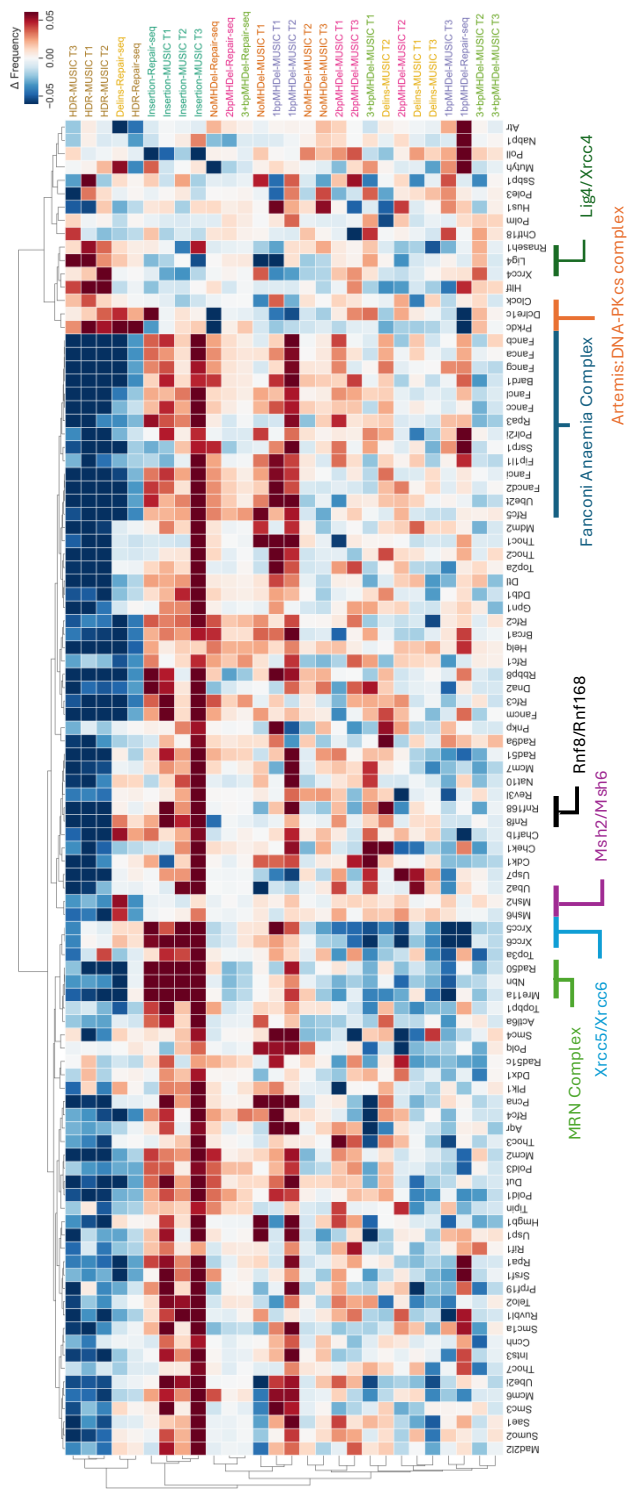 Δ Frequency
0.05
0.00
−0.05
HDR-MUSIC T3
HDR-MUSIC T1
HDR-MUSIC T2
Delins-Repair-seq
HDR-Repair-seq
Insertion-Repair-seq
Insertion-MUSIC T1
Insertion-MUSIC T2
Insertion-MUSIC T3
NoMHDel-Repair-seq
2bpMHDel-Repair-seq
3+bpMHDel-Repair-seq
NoMHDel-MUSIC T1
1bpMHDel-MUSIC T1
1bpMHDel-MUSIC T2
NoMHDel-MUSIC T2
NoMHDel-MUSIC T3
2bpMHDel-MUSIC T1
2bpMHDel-MUSIC T3
3+bpMHDel-MUSIC T1
Delins-MUSIC T2
2bpMHDel-MUSIC T2
Delins-MUSIC T1
Delins-MUSIC T3
1bpMHDel-MUSIC T3
1bpMHDel-Repair-seq
3+bpMHDel-MUSIC T2
3+bpMHDel-MUSIC T3
Atr
Nabp1
Poll
Mutyh
Ssbp1
Pole3
Hus1
Polm
Chtf18
Rnaseh1
Lig4
Xrcc4
Hltf
Clock
Dclre1c
Prkdc
Fancb
Fanca
Fancg
Bard1
Fancl
Fancc
Rpa3
Polr2i
Ssrp1
Fip1l1
Fanci
Fancd2
Ube2t
Rfc5
Mdm2
Thoc1
Thoc2
Top2a
Dtl
Ddb1
Gpn1
Rfc2
Brca1
Helq
Rfc1
Rbbp8
Dna2
Rfc3
Fancm
Pnkp
Rad9a
Rad51
Mcm7
Nat10
Rev3l
Rnf168
Rnf8
Chaf1b
Chek1
Cdk1
Usp7
Uba2
Msh2
Msh6
Xrcc5
Xrcc6
Top3a
Rad50
Nbn
Mre11a
Topbp1
Actl6a
Smc4
Polq
Rad51c
Ddx1
Plk1
Pcna
Rfc4
Aqr
Thoc3
Mcm2
Pold3
Dut
Pold1
Tipin
Hmgb1
Usp1
Rif1
Rpa1
Snsf1
Prpf19
Telo2
Ruvbl1
Smc1a
Ccnh
Ints3
Thoc7
Ube2i
Mcm6
Smc3
Sae1
Sumo2
Mad2l2
Lig4/Xrcc4
Artemis:DNA-PKcs complex
Fanconi Anaemia Complex
Rnf8/Rnf168
Msh2/Msh6
Xrcc5/Xrcc6
MRN Complex